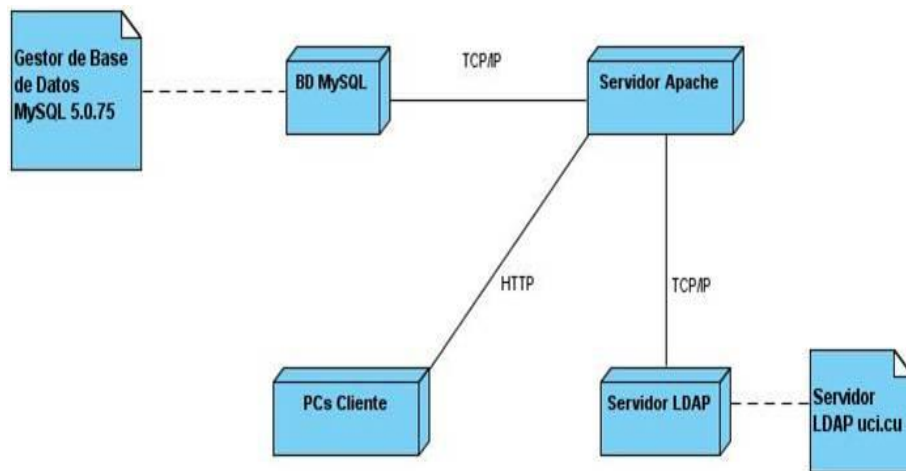 Gestor de Base
de Datos
MySQL 5.0.75
BD MySQL
TCP/IP
Servidor Apache
HTTP
TCP/IP
PCs Cliente
Servidor LDAP
Servidor
LDAP uci.cu